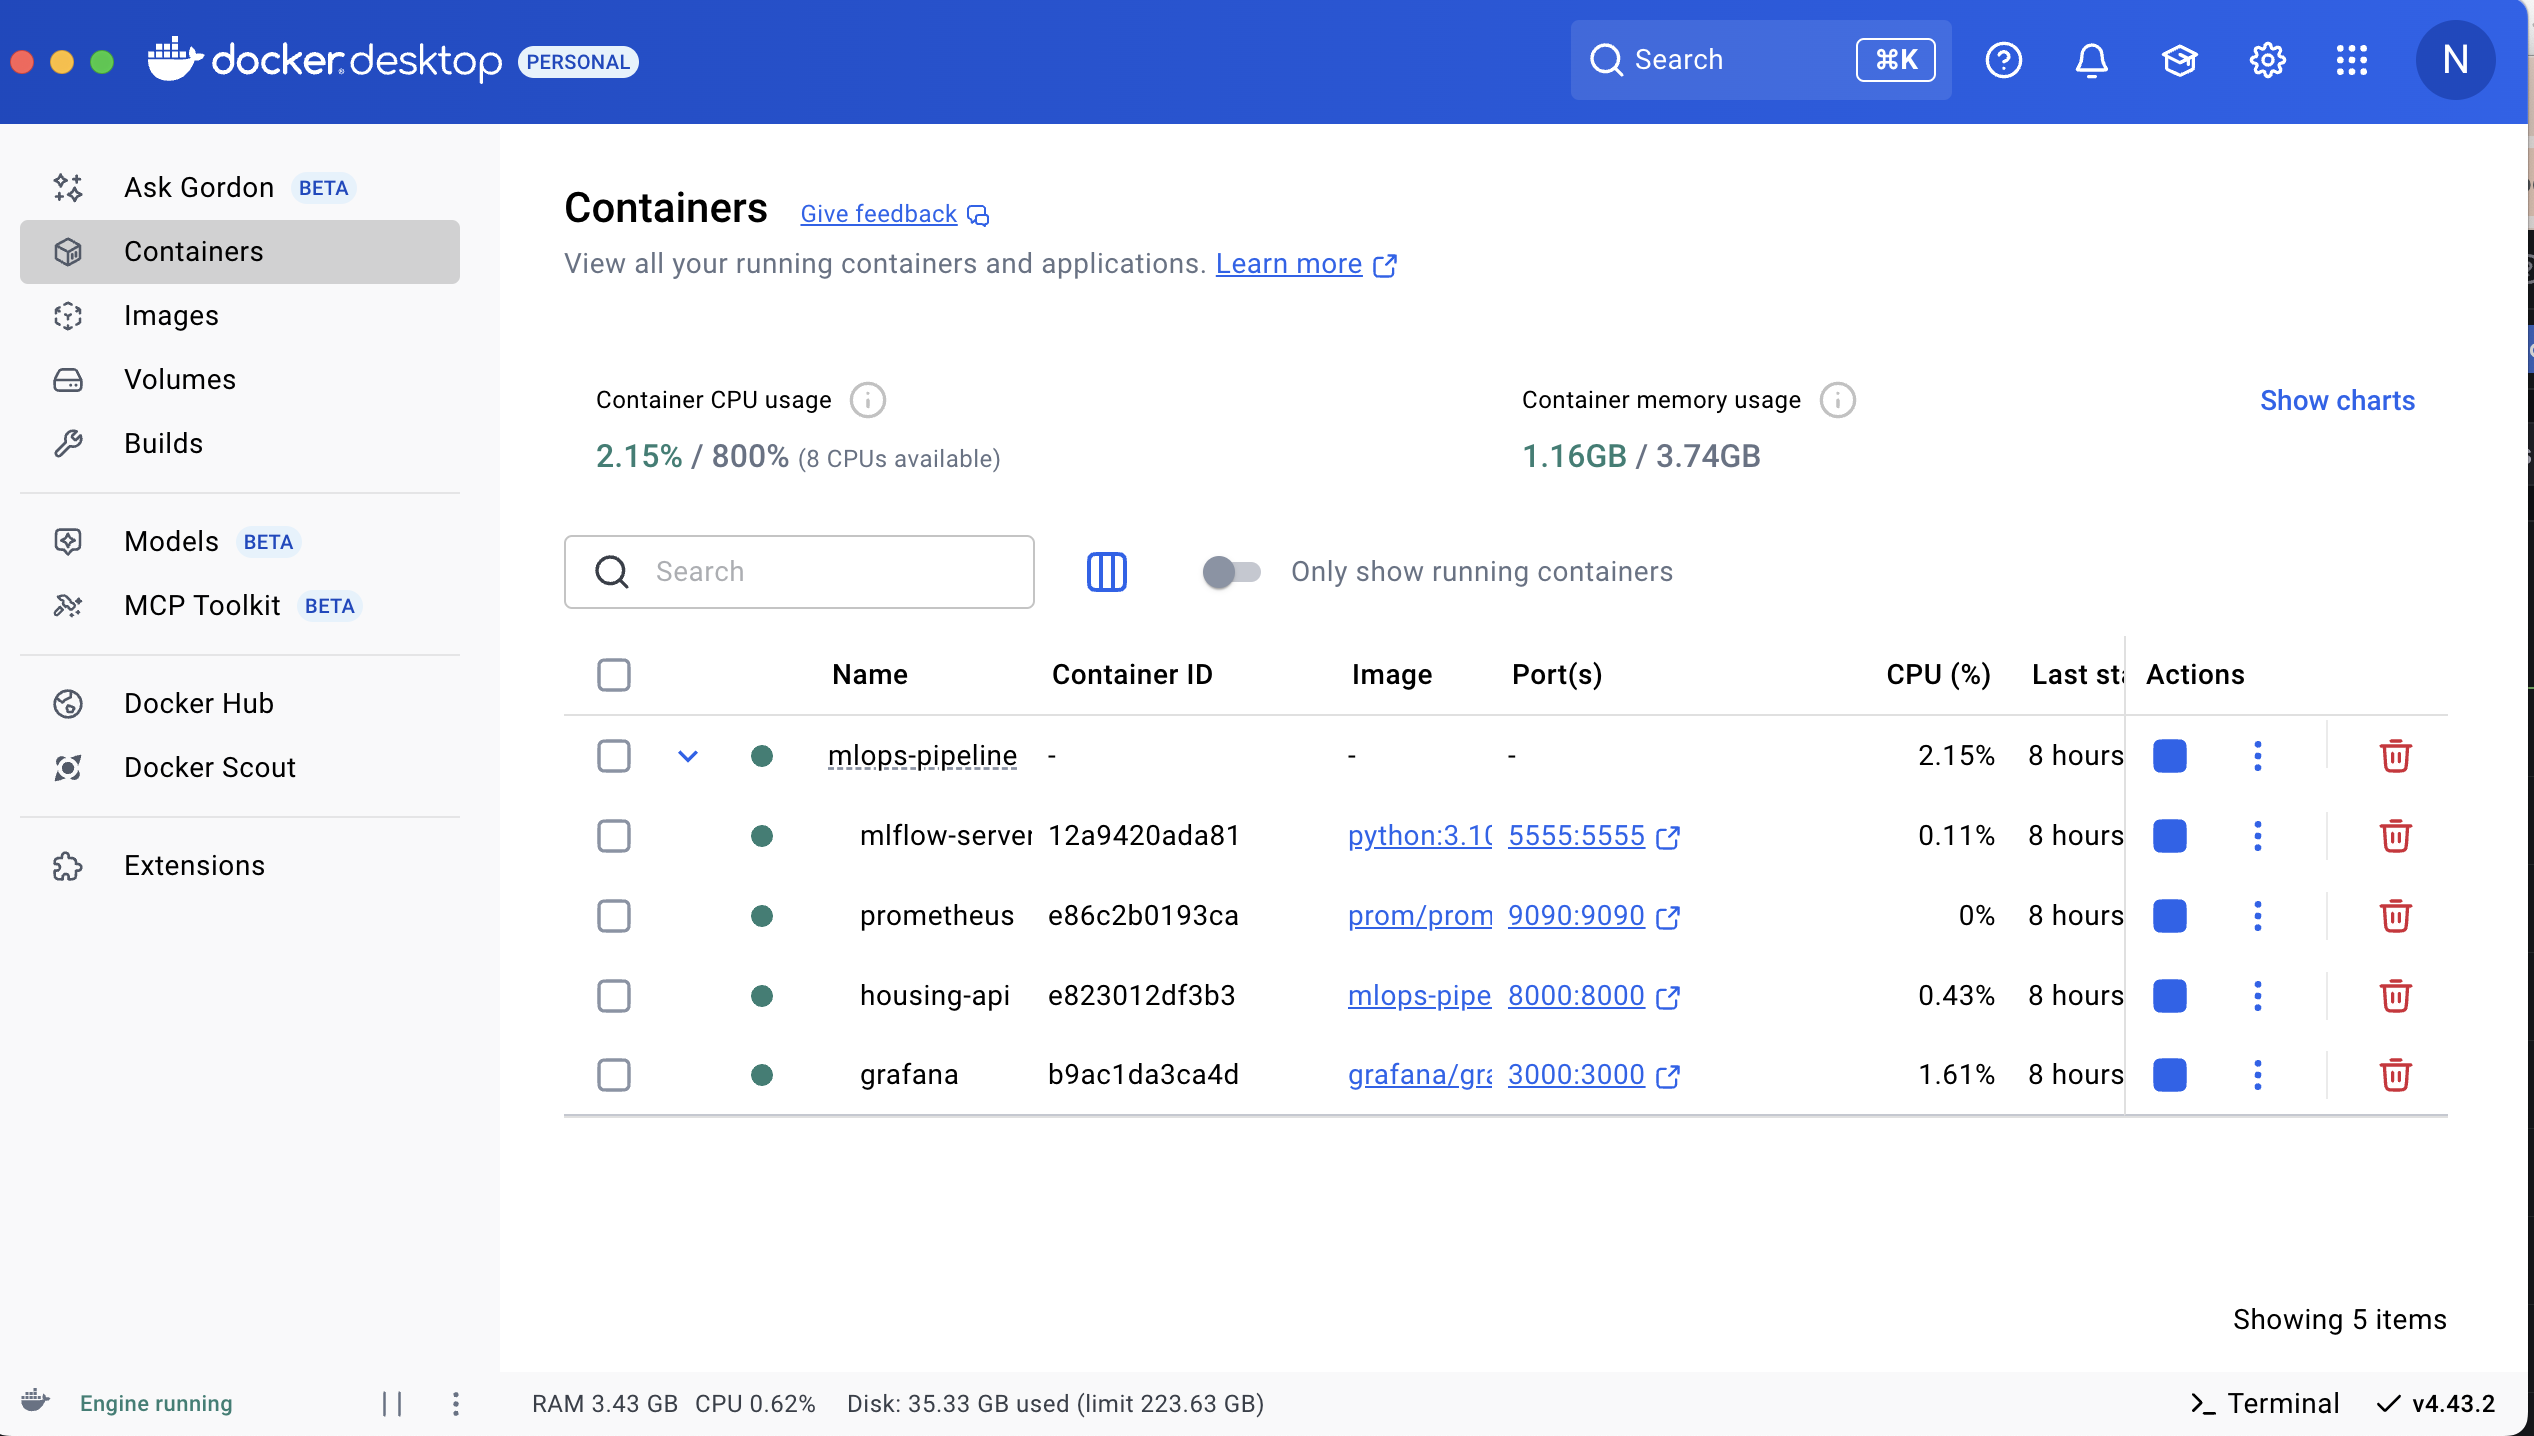 docker desktop PERSONAL
Search ⌘K
N
Ask Gordon BETA
Containers
Images
Volumes
Builds
Models BETA
MCP Toolkit BETA
Docker Hub
Docker Scout
Extensions
Containers Give feedback
View all your running containers and applications. Learn more
Container CPU usage
2.15% / 800% (8 CPUs available)
Container memory usage
1.16GB / 3.74GB
Show charts
Search
Only show running containers
Name Container ID Image Port(s) CPU (%) Last sta Actions
mlops-pipeline - - - 2.15% 8 hours
mlflow-server 12a9420ada81 python:3.10 5555:5555 0.11% 8 hours
prometheus e86c2b0193ca prom/prom 9090:9090 0% 8 hours
housing-api e823012df3b3 mlops-pipe 8000:8000 0.43% 8 hours
grafana b9ac1da3ca4d grafana/gra 3000:3000 1.61% 8 hours
Showing 5 items
Engine running
RAM 3.43 GB CPU 0.62% Disk: 35.33 GB used (limit 223.63 GB)
Terminal
v4.43.2